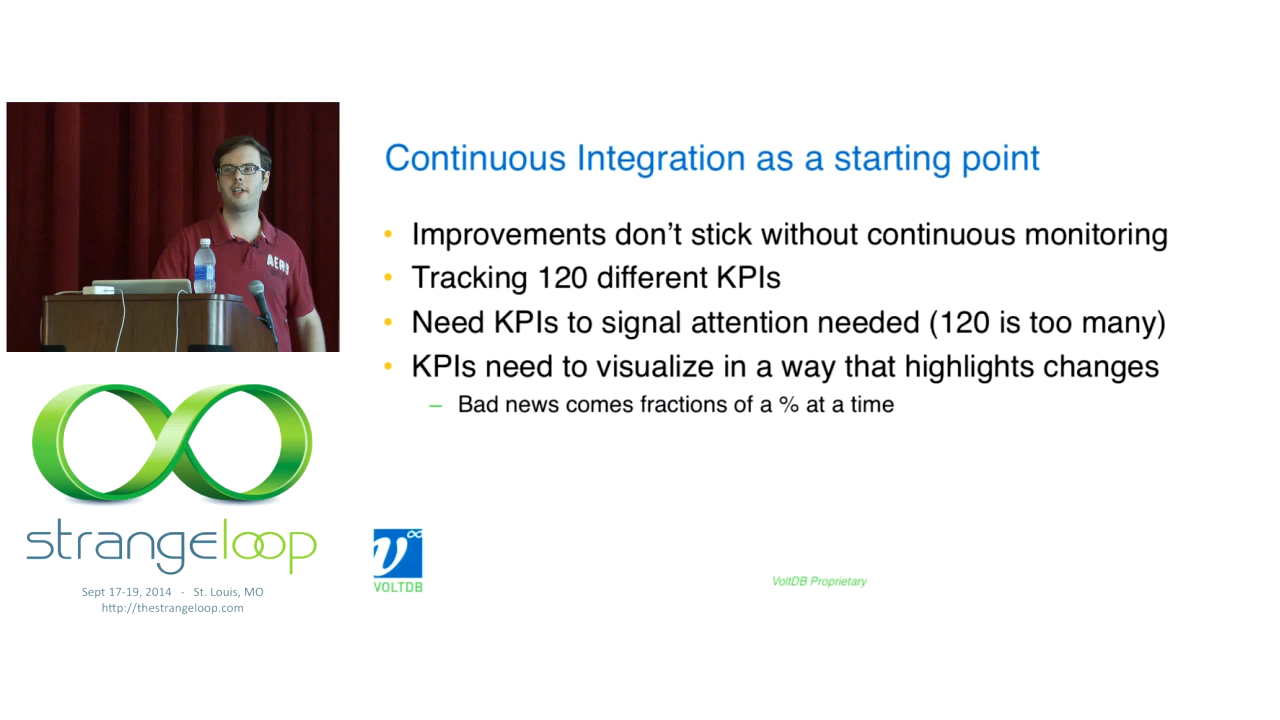 Continuous Integration as a starting point
• Improvements don't stick without continuous monitoring
• Tracking 120 different KPIs
• Need KPIs to signal attention needed (120 is too many)
• KPIs need to visualize in a way that highlights changes
– Bad news comes fractions of a % at a time
VOLTDB
VoltDB Proprietary
AERO
strangeloop
Sept 17-19, 2014 - St. Louis, MO
http://thestrangeloop.com